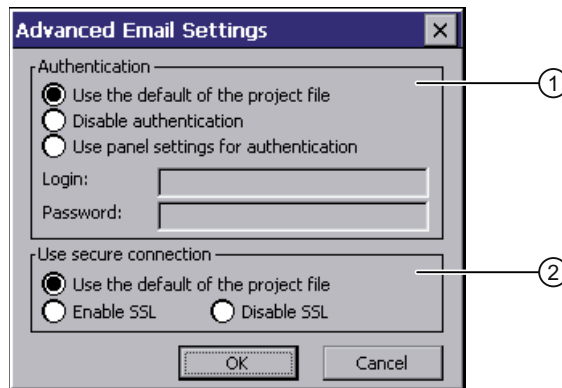 Advanced Email Settings
Authentication
1
Use the default of the project file
Disable authentication
Use panel settings for authentication
Login:
Password:
Use secure connection
2
Use the default of the project file
Enable SSL Disable SSL
OK Cancel